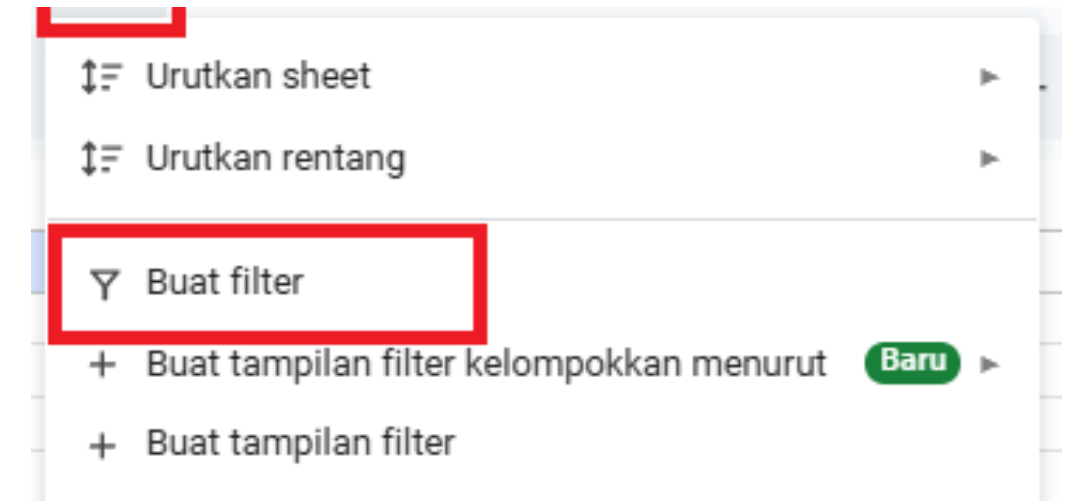 Urutkan sheet
Urutkan rentang
Buat filter
Buat tampilan filter kelompokkan menurut Baru
Buat tampilan filter